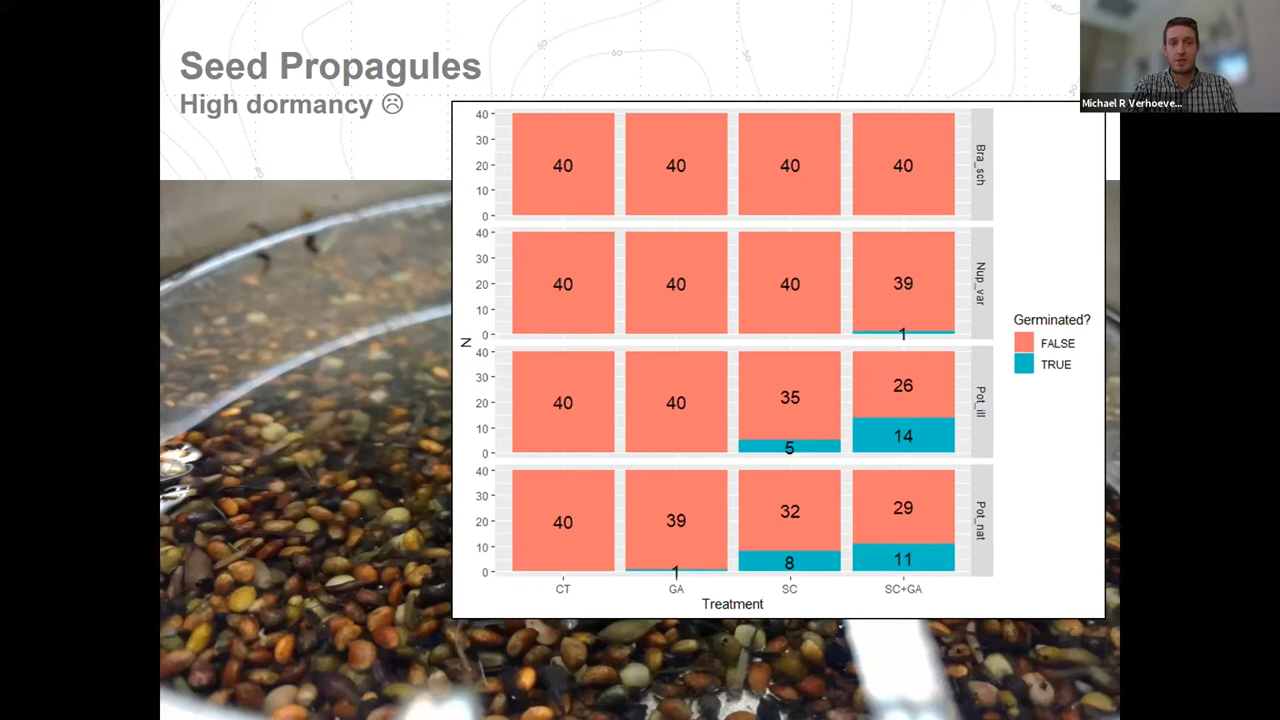 Seed Propagules
High dormancy ☹
Michael R Verhoeve...
40
30
20
10
0
40
40
40
40
Bra_sch
40
30
20
10
0
40
40
40
39
1
Nup_var
40
30
20
10
0
40
40
35
5
26
14
Pot_ill
40
30
20
10
0
40
39
1
32
8
29
11
Pot_nat
N
CT
GA
SC
SC+GA
Treatment
Germinated?
FALSE
TRUE